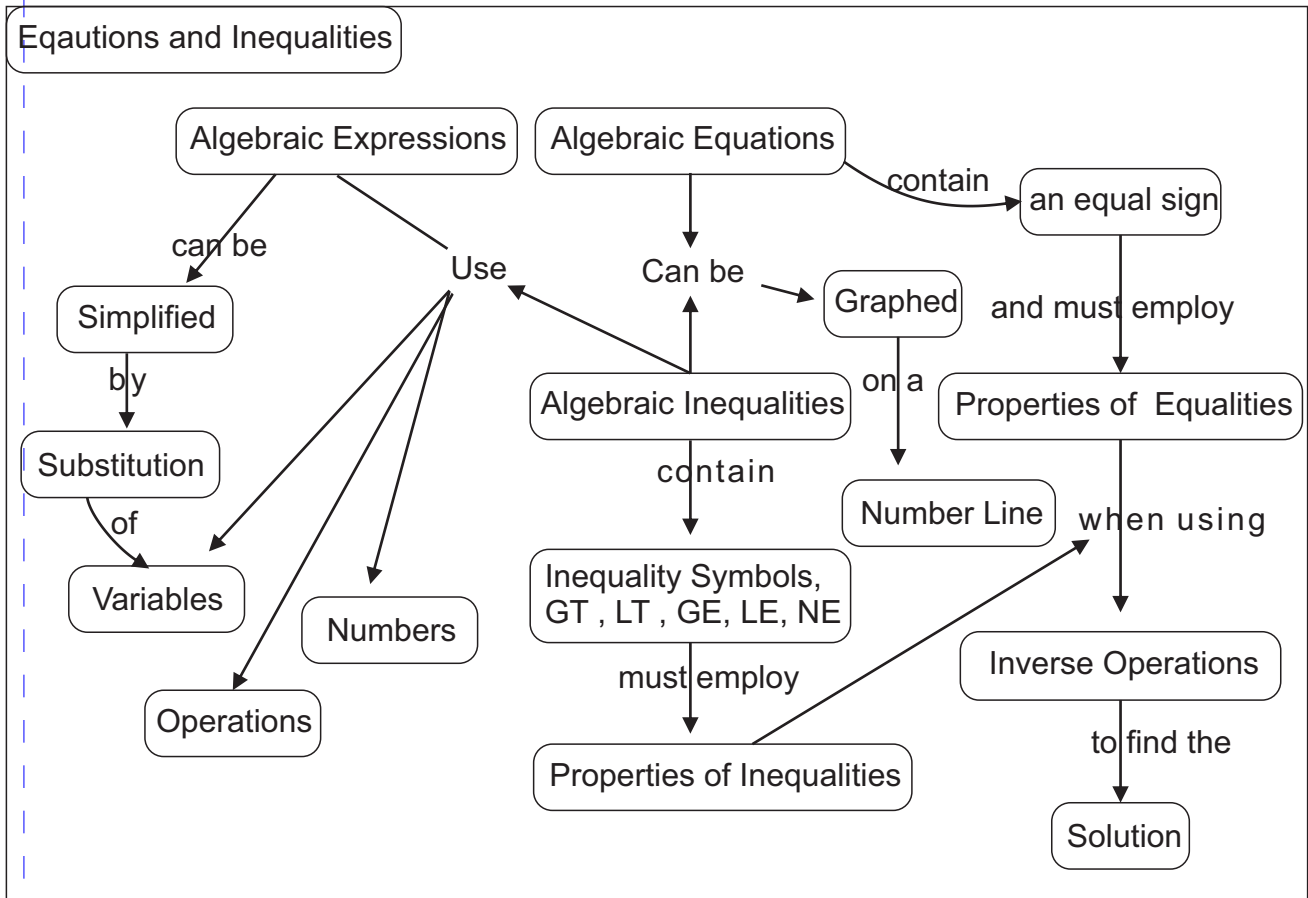 Eqautions and Inequalities
Algebraic Expressions
Algebraic Equations
contain
an equal sign
can be
Use
Can be
Simplified
Graphed
and must employ
by
on a
Algebraic Inequalities
Properties of Equalities
Substitution
contain
of
Number Line
when using
Variables
Inequality Symbols,
GT , LT , GE, LE, NE
Numbers
Inverse Operations
must employ
Operations
to find the
Properties of Inequalities
Solution